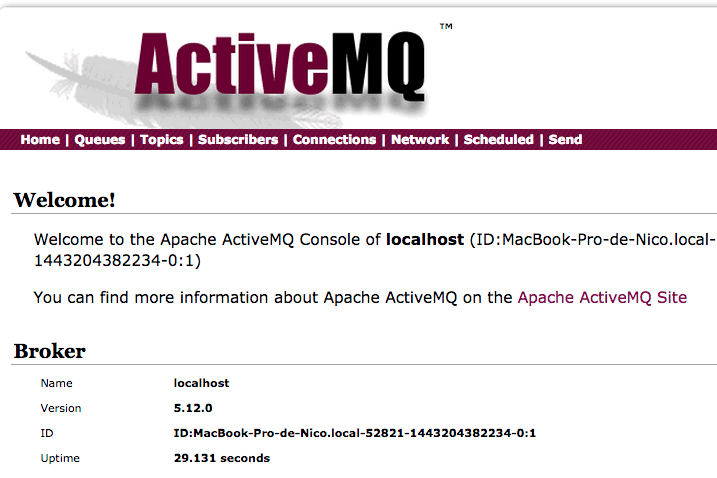 ActiveMQ ™
Home | Queues | Topics | Subscribers | Connections | Network | Scheduled | Send
Welcome!
Welcome to the Apache ActiveMQ Console of localhost (ID:MacBook-Pro-de-Nico.local-
1443204382234-0:1)
You can find more information about Apache ActiveMQ on the Apache ActiveMQ Site
Broker
Name localhost
Version 5.12.0
ID ID:MacBook-Pro-de-Nico.local-52821-1443204382234-0:1
Uptime 29.131 seconds